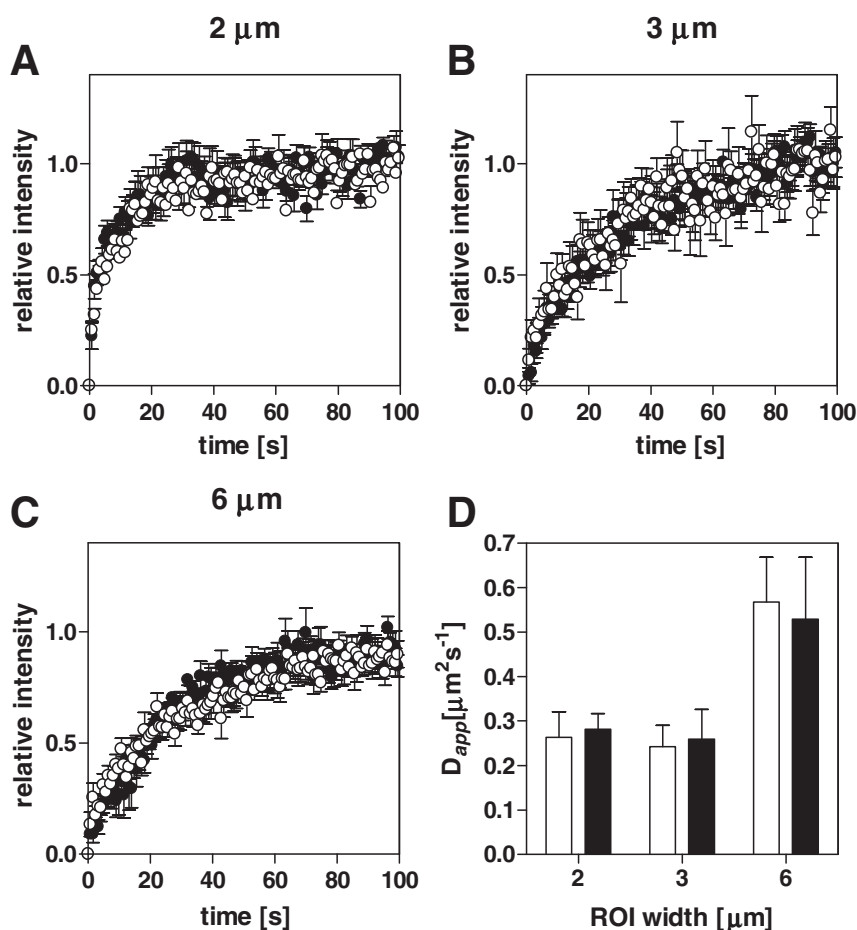 2 μm
A
relative intensity
1.0
0.5
0.0
0 20 40 60 80 100
time [s]
3 μm
B
relative intensity
1.0
0.5
0.0
0 20 40 60 80 100
time [s]
6 μm
C
relative intensity
1.0
0.5
0.0
0 20 40 60 80 100
time [s]
D
Dapp[μm²s⁻¹]
0.7
0.6
0.5
0.4
0.3
0.2
0.1
0.0
2 3 6
ROI width [μm]